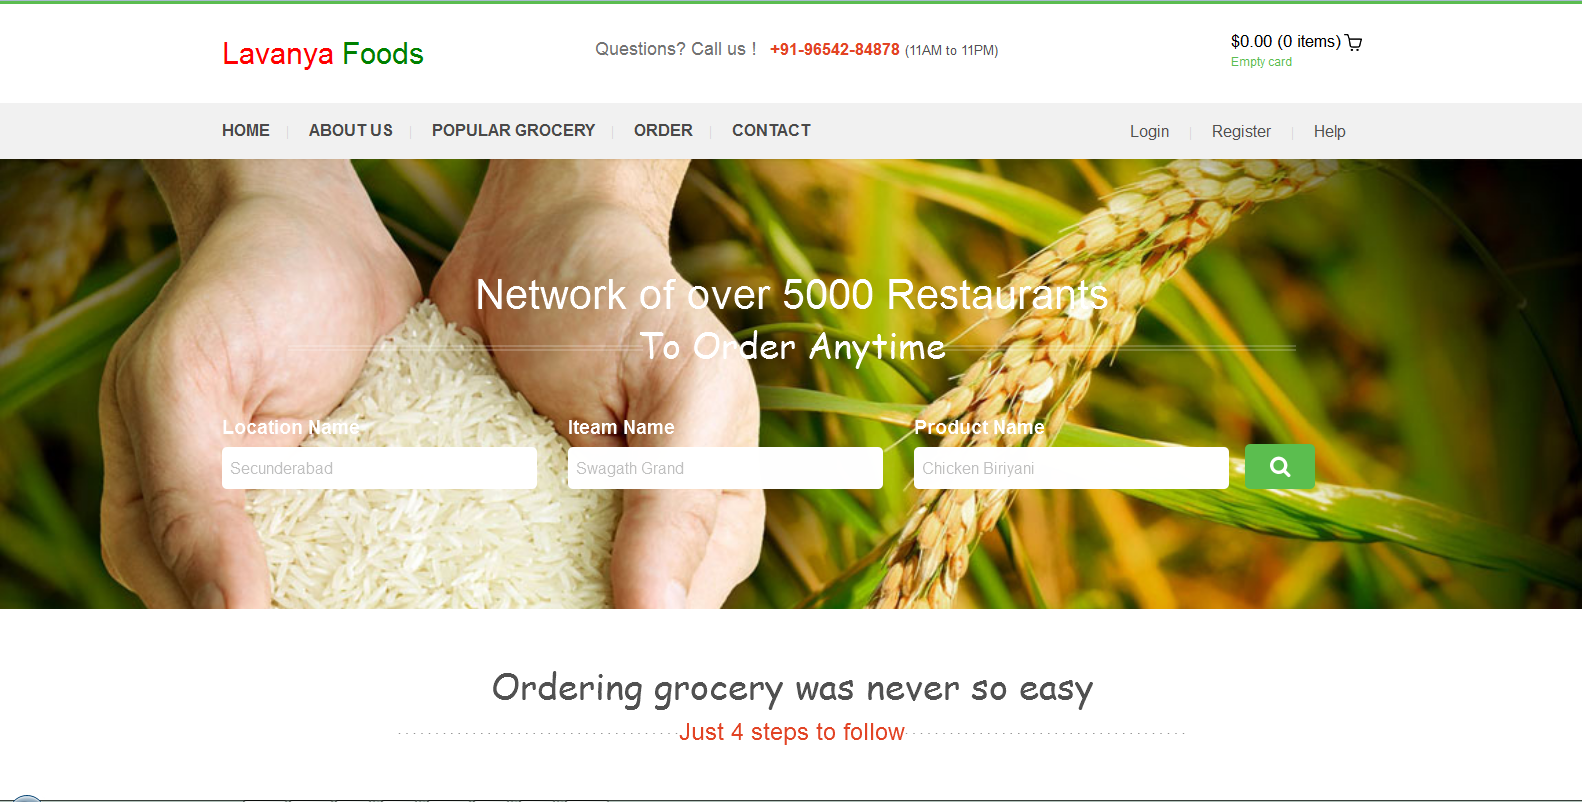 Lavanya Foods
Questions? Call us ! +91-96542-84878 (11AM to 11PM)
$0.00 (0 items)
Empty card
HOME ABOUT US POPULAR GROCERY ORDER CONTACT
Login Register Help
Network of over 5000 Restaurants
To Order Anytime
Location Name Iteam Name Product Name
Secunderabad Swagath Grand Chicken Biriyani
Ordering grocery was never so easy
Just 4 steps to follow